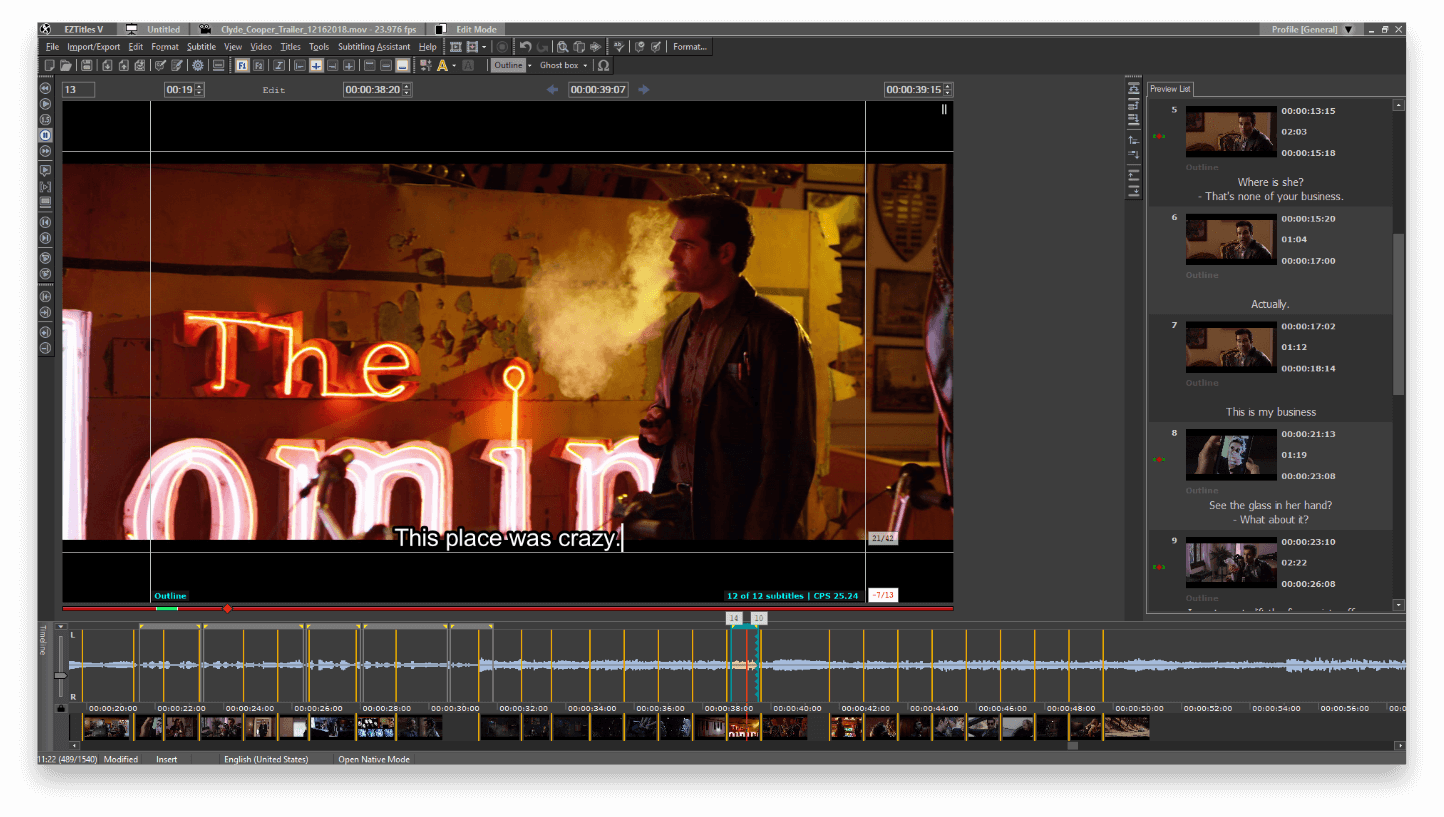 EZTitles V
Untitled
Clyde_Cooper_Trailer_12162018.mov - 23.976 fps
Edit Mode
Profile [General]
File Import/Export Edit Format Subtitle View Video Titles Tools Subtitling Assistant Help
Format...
F1 F2
Outline
Ghost box
Ω
13
00:19
Edit
00:00:38:20
00:00:39:07
00:00:39:15
The
lomin
This place was crazy.
21/42
Outline
12 of 12 subtitles | CPS 25.24
-7/13
Preview List
5
00:00:13:15
02:03
00:00:15:18
Outline
Where is she?
- That's none of your business.
6
00:00:15:20
01:04
00:00:17:00
Outline
Actually.
7
00:00:17:02
01:12
00:00:18:14
Outline
This is my business
8
00:00:21:13
01:19
00:00:23:08
Outline
See the glass in her hand?
- What about it?
9
00:00:23:10
02:22
00:00:26:08
Outline
14
10
Timeline
L
R
00:00:20:00 00:00:22:00 00:00:24:00 00:00:26:00 00:00:28:00 00:00:30:00 00:00:32:00 00:00:34:00 00:00:36:00 00:00:38:00 00:00:40:00 00:00:42:00 00:00:44:00 00:00:46:00 00:00:48:00 00:00:50:00 00:00:52:00 00:00:54:00 00:00:56:00 00:0
11:22 (489/1540) Modified Insert English (United States) Open Native Mode